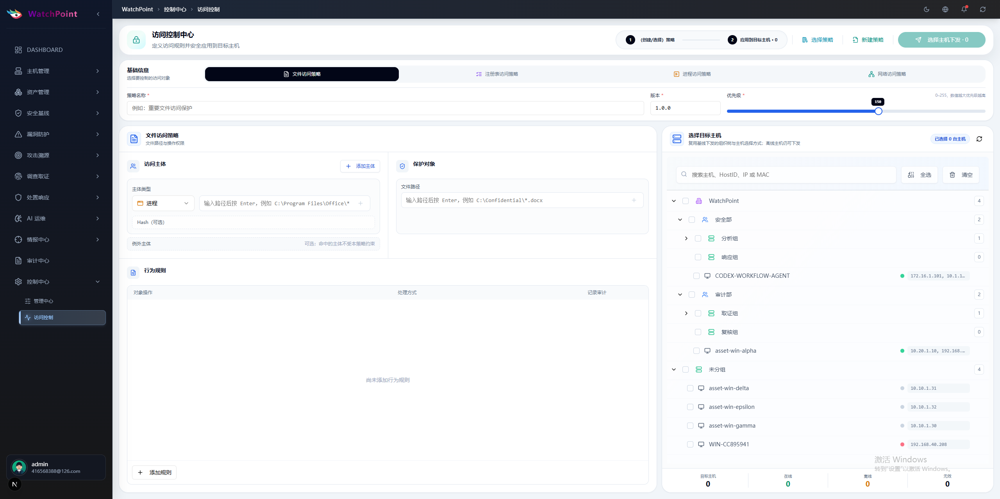 WatchPoint
WatchPoint › 控制中心 › 访问控制
DASHBOARD
主机管理
资产管理
安全基线
漏洞防护
攻击溯源
调查取证
处置响应
AI 运维
情报中心
审计中心
控制中心
管理中心
访问控制
admin
416568388@126.com
N
访问控制中心
定义访问规则并安全应用到目标主机
1 (创建/选择) 策略
2 应用到目标主机 • 0
选择策略
新建策略
选择主机下发 · 0
基础信息
选择要控制的访问对象
文件访问策略
注册表访问策略
进程访问策略
网络访问策略
策略名称 *
例如：重要文件访问保护
版本 *
1.0.0
优先级 *
0–255，数值越大优先级越高
150
文件访问策略
文件路径与操作权限
访问主体
添加主体
主体类型
进程
输入路径后按 Enter，例如 C:\Program Files\Office\*
Hash（可选）
例外主体
可选；命中的主体不受本策略约束
保护对象
文件路径
输入路径后按 Enter，例如 C:\Confidential\*.docx
行为规则
对象操作 处理方式 记录审计
尚未添加行为规则
添加规则
选择目标主机
复用基线下发的组织树与主机选择方式；离线主机仍可下发
已选择 0 台主机
搜索主机、HostID、IP 或 MAC
全选
清空
WatchPoint 4
安全部 2
分析组 1
响应组 0
CODEX-WORKFLOW-AGENT 172.16.1.101, 10.1.1…
审计部 2
取证组 1
复核组 0
asset-win-alpha 10.20.1.10, 192.168.…
未分组 4
asset-win-delta 10.10.1.31
asset-win-epsilon 10.10.1.32
asset-win-gamma 10.10.1.30
WIN-CC895941 192.168.40.208
激活 Windows
转到"设置"以激活 Windows。
目标主机 在线 离线 无效
0 0 0 0